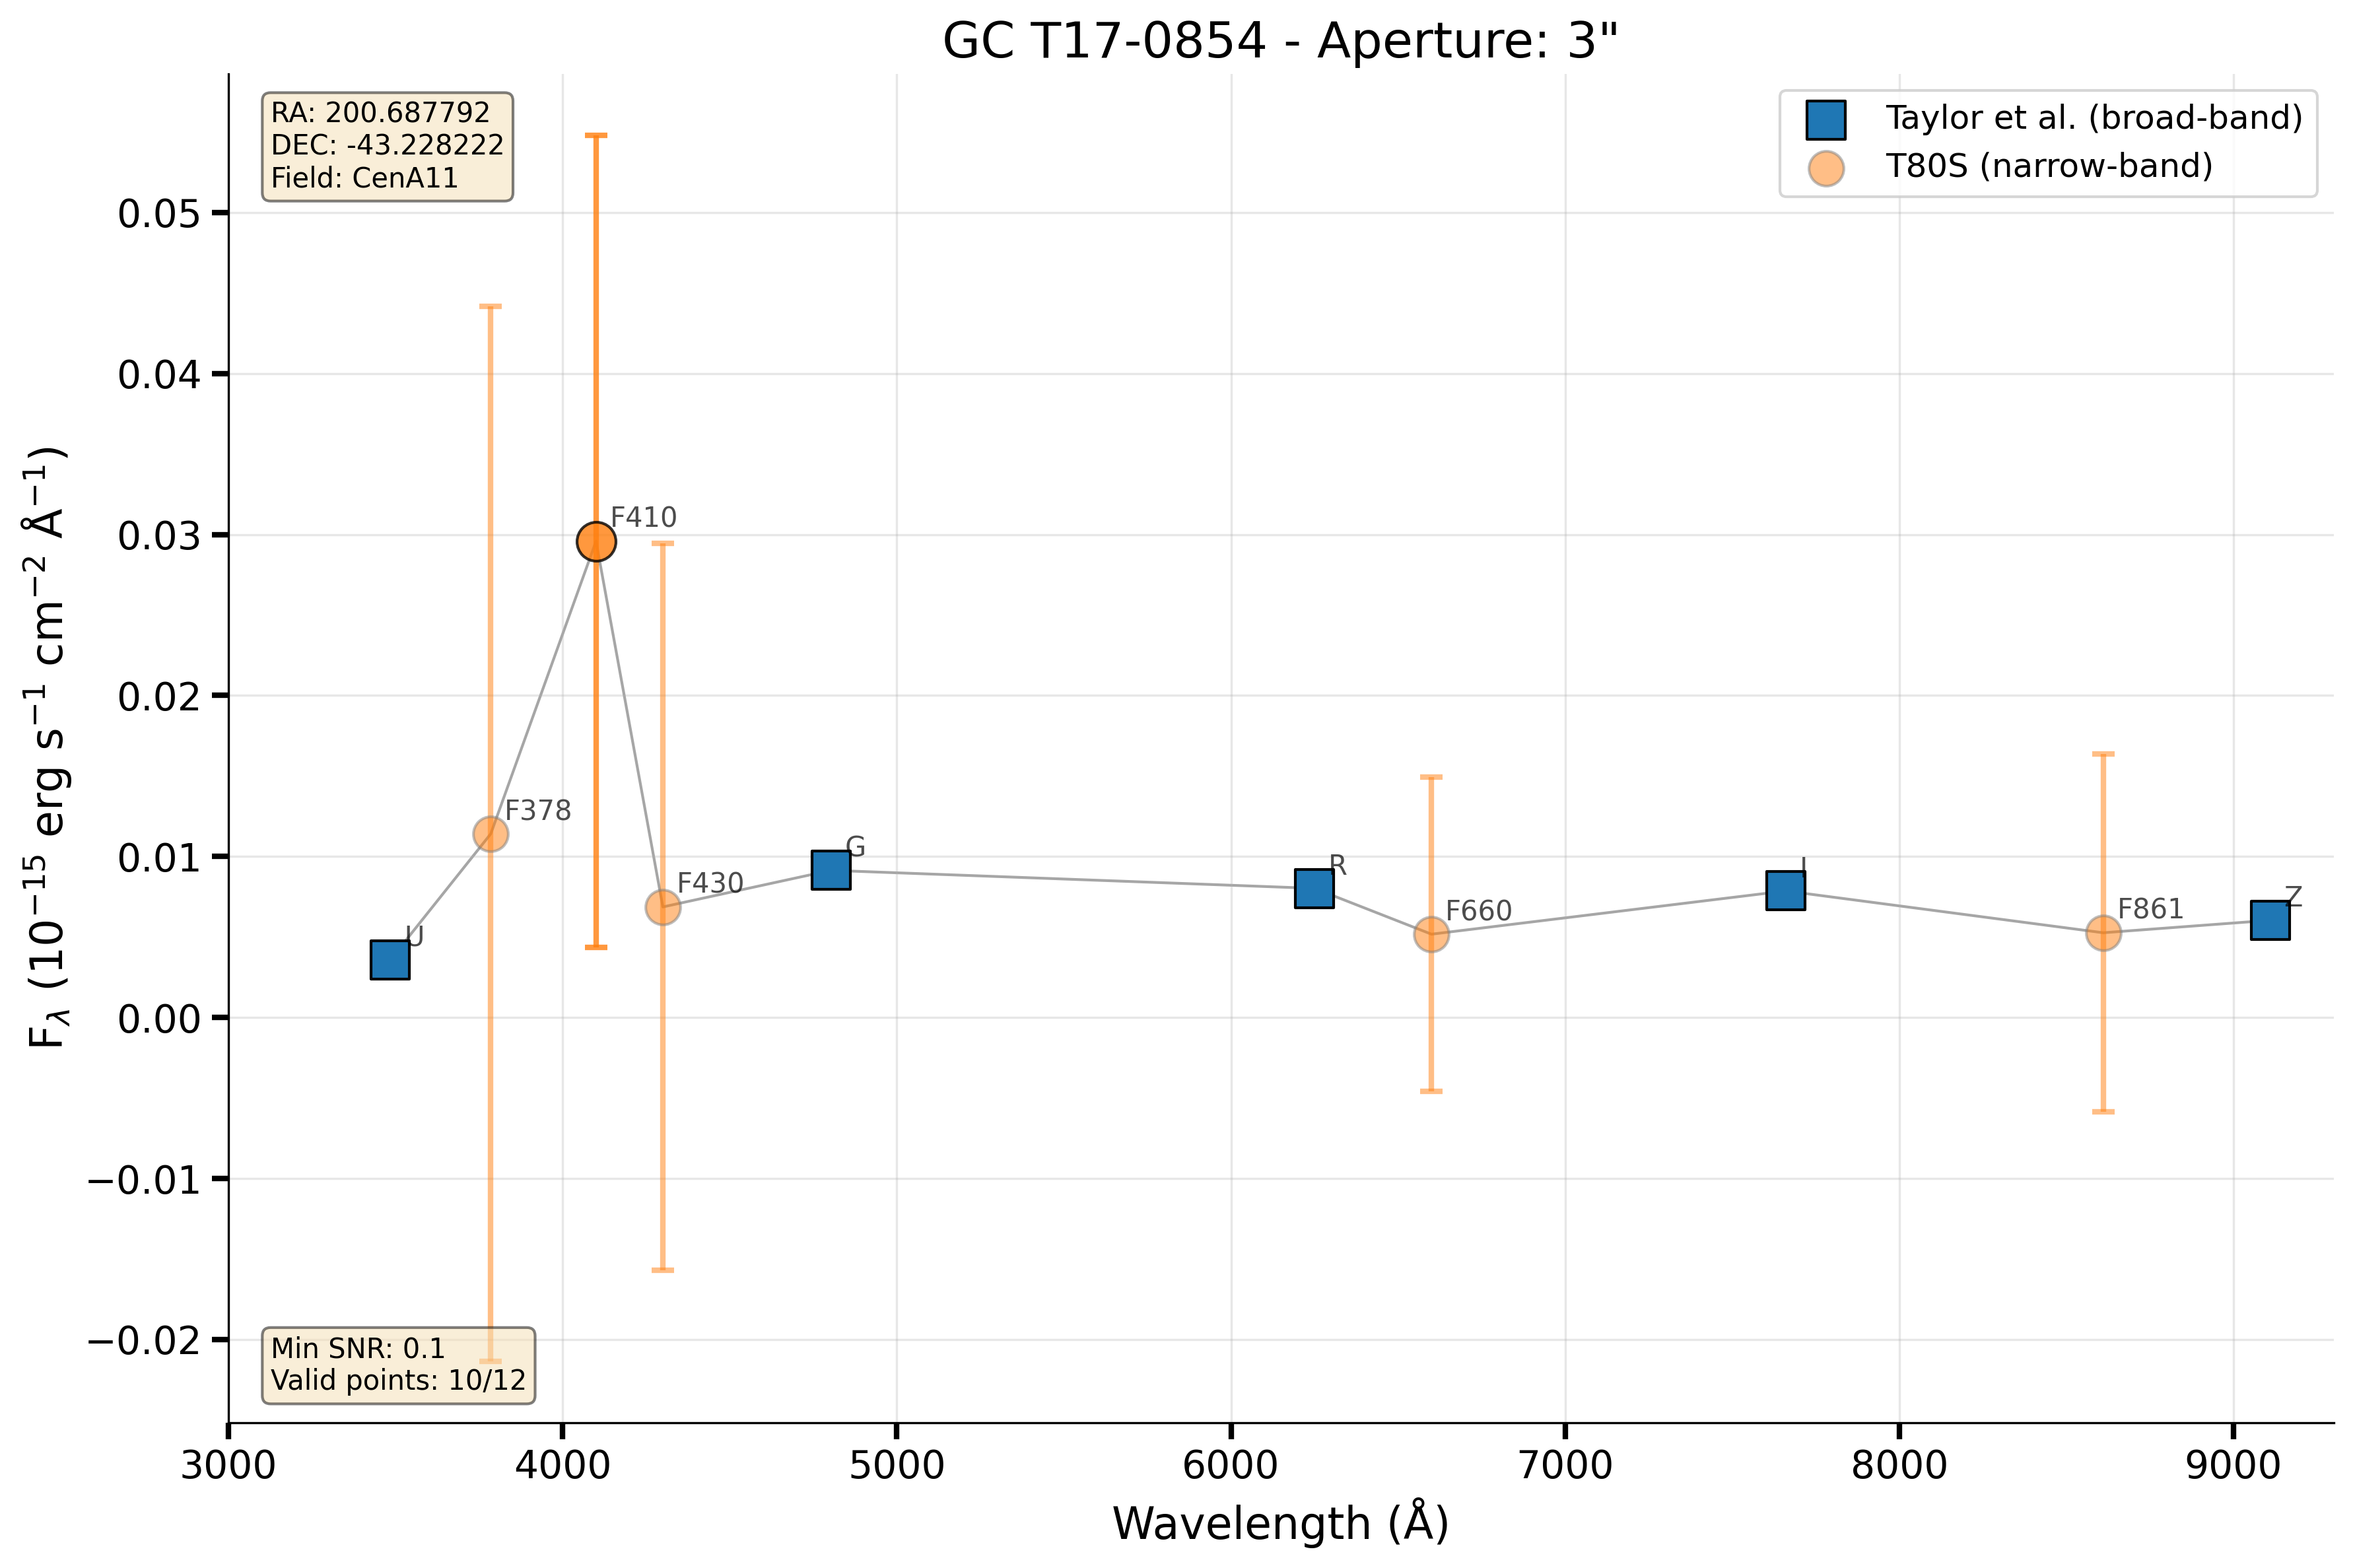 GC T17-0854 - Aperture: 3"
RA: 200.687792
DEC: -43.228222
Field: CenA11
Taylor et al. (broad-band)
T80S (narrow-band)
F_λ (10⁻¹⁵ erg s⁻¹ cm⁻² Å⁻¹)
0.05
0.04
0.03
0.02
0.01
0.00
−0.01
−0.02
U
F378
F410
F430
G
R
F660
I
F861
Z
Min SNR: 0.1
Valid points: 10/12
3000 4000 5000 6000 7000 8000 9000
Wavelength (Å)